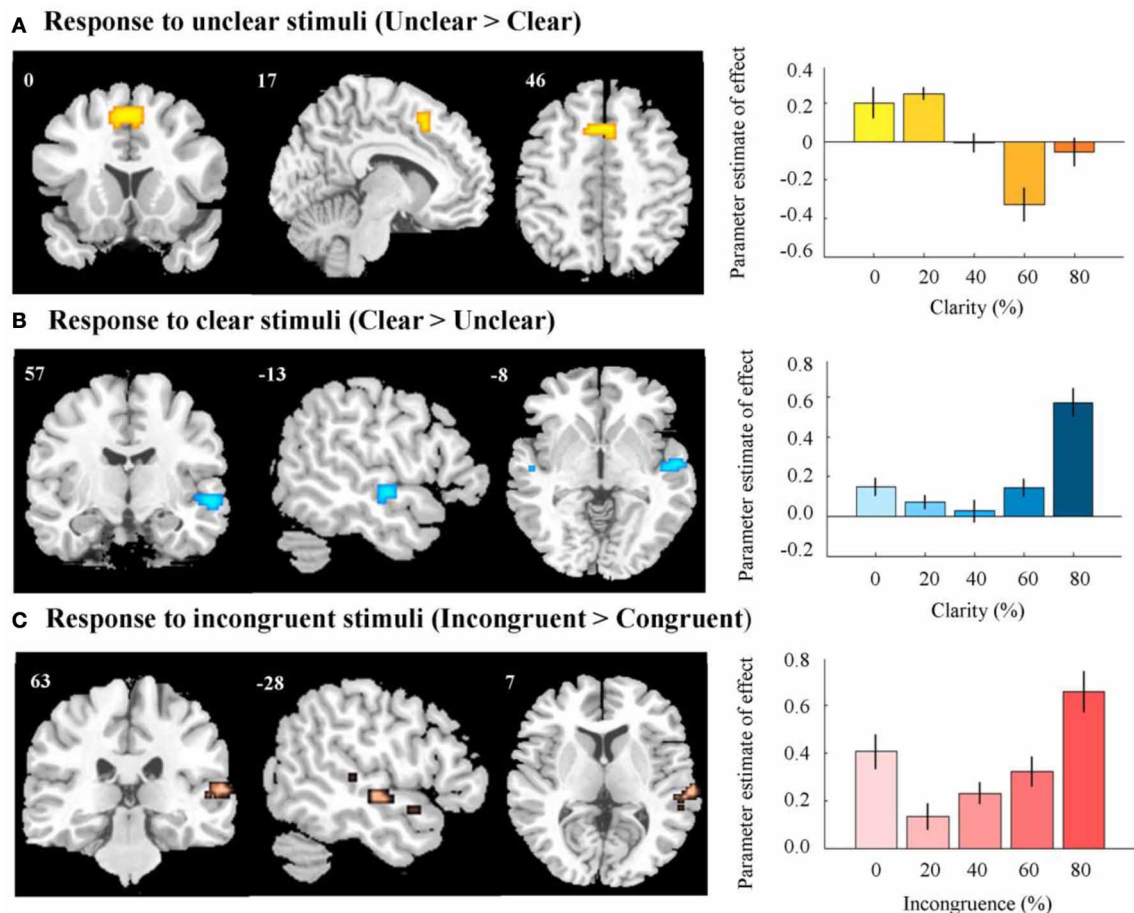 A Response to unclear stimuli (Unclear > Clear)
0 17 46
Parameter estimate of effect
0.4
0.2
0
-0.2
-0.4
-0.6
0 20 40 60 80
Clarity (%)
B Response to clear stimuli (Clear > Unclear)
57 -13 -8
Parameter estimate of effect
0.8
0.6
0.4
0.2
0.0
-0.2
0 20 40 60 80
Clarity (%)
C Response to incongruent stimuli (Incongruent > Congruent)
63 -28 7
Parameter estimate of effect
0.8
0.6
0.4
0.2
0.0
0 20 40 60 80
Incongruence (%)